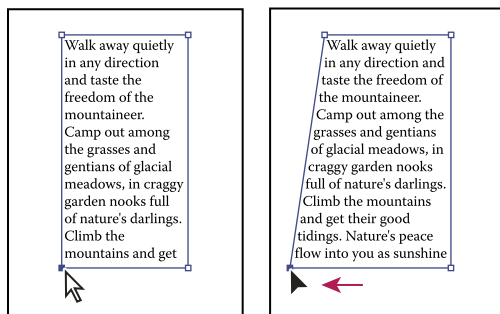 Walk away quietly
in any direction
and taste the
freedom of the
mountaineer.
Camp out among
the grasses and
gentians of glacial
meadows, in craggy
garden nooks full
of nature's darlings.
Climb the
mountains and get
Walk away quietly
in any direction and
taste the freedom of
the mountaineer.
Camp out among the
grasses and gentians
of glacial meadows, in
craggy garden nooks
full of nature's darlings.
Climb the mountains
and get their good
tidings. Nature's peace
flow into you as sunshine